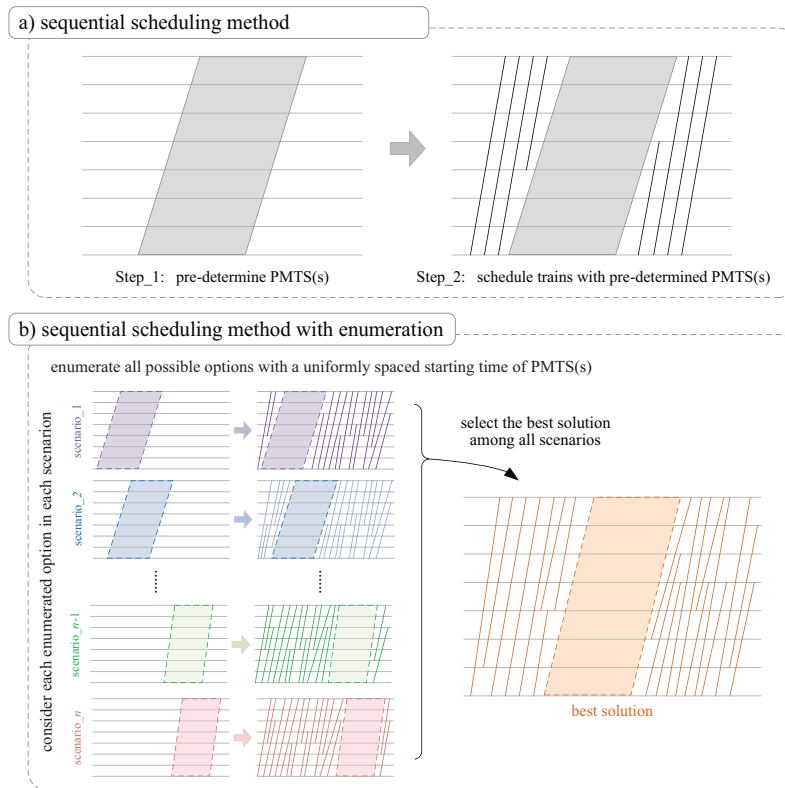 a) sequential scheduling method
Step_1: pre-determine PMTS(s)
Step_2: schedule trains with pre-determined PMTS(s)
b) sequential scheduling method with enumeration
enumerate all possible options with a uniformly spaced starting time of PMTS(s)
consider each enumerated option in each scenarion
scenario_1
scenario_2
scenario_n-1
scenario_n
select the best solution
among all scenarios
best solution